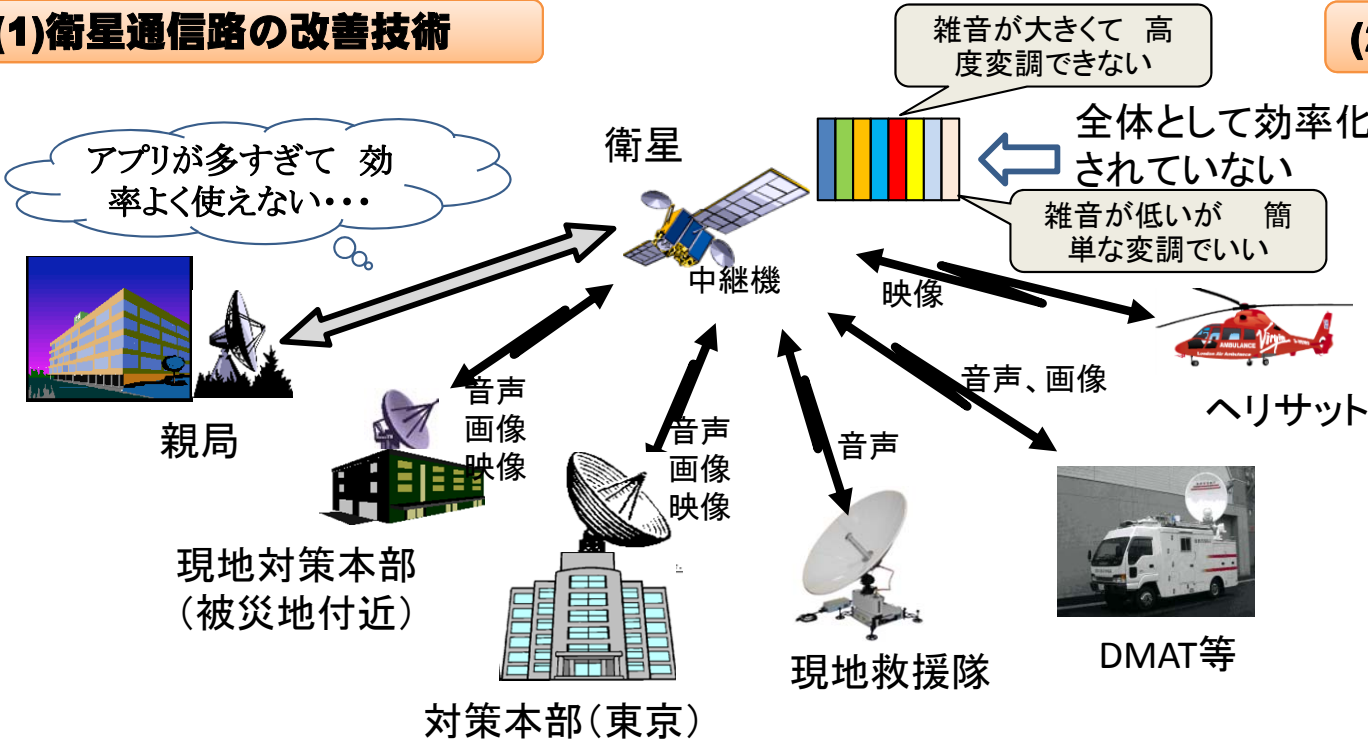 (1)衛星通信路の改善技術
(2
雑音が大きくて 高
度変調できない
全体として効率化
されていない
雑音が低いが 簡
単な変調でいい
アプリが多すぎて 効
率よく使えない・・・
衛星
中継機
映像
音声、画像
音声
音声
画像
映像
音声
画像
映像
AMBULANCE
Virgin
London Air Ambulance
ヘリサット
親局
現地対策本部
（被災地付近）
対策本部（東京）
現地救援隊
DMAT等